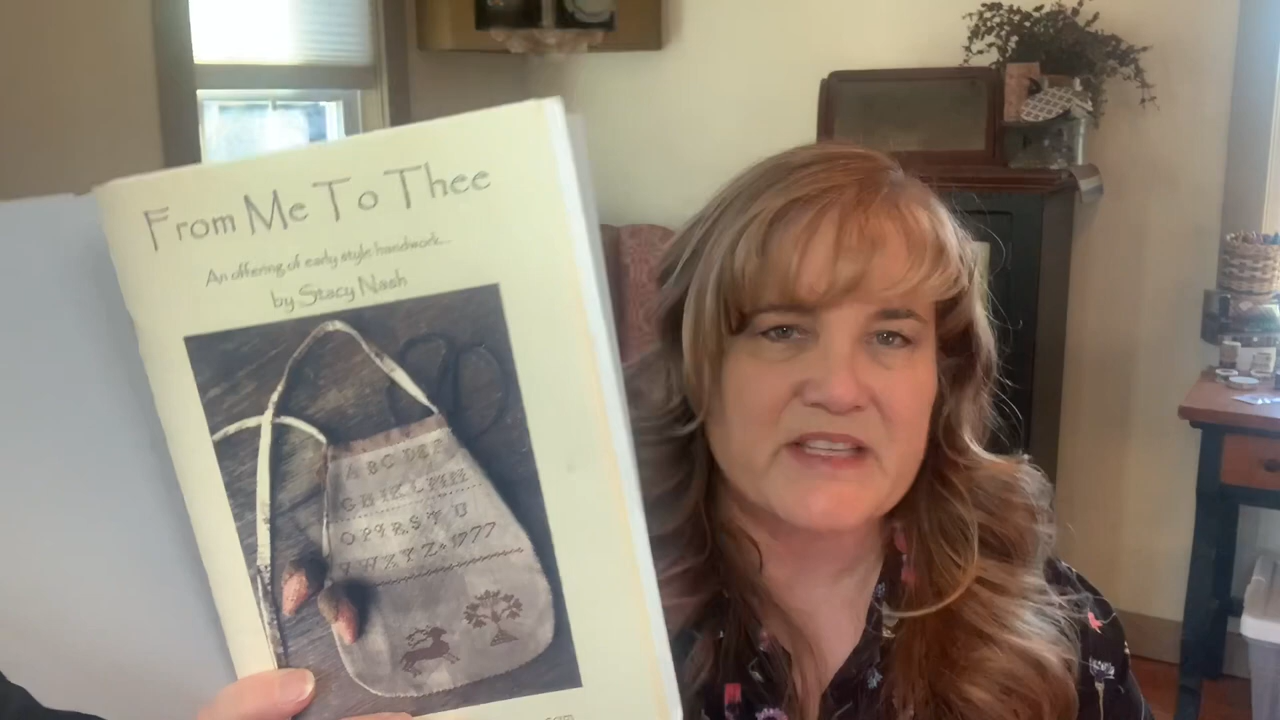 From Me To Thee
An offering of early style handwork...
by Stacy Nash
A B C D E F
O P Q R S T U
W X Y Z 1777